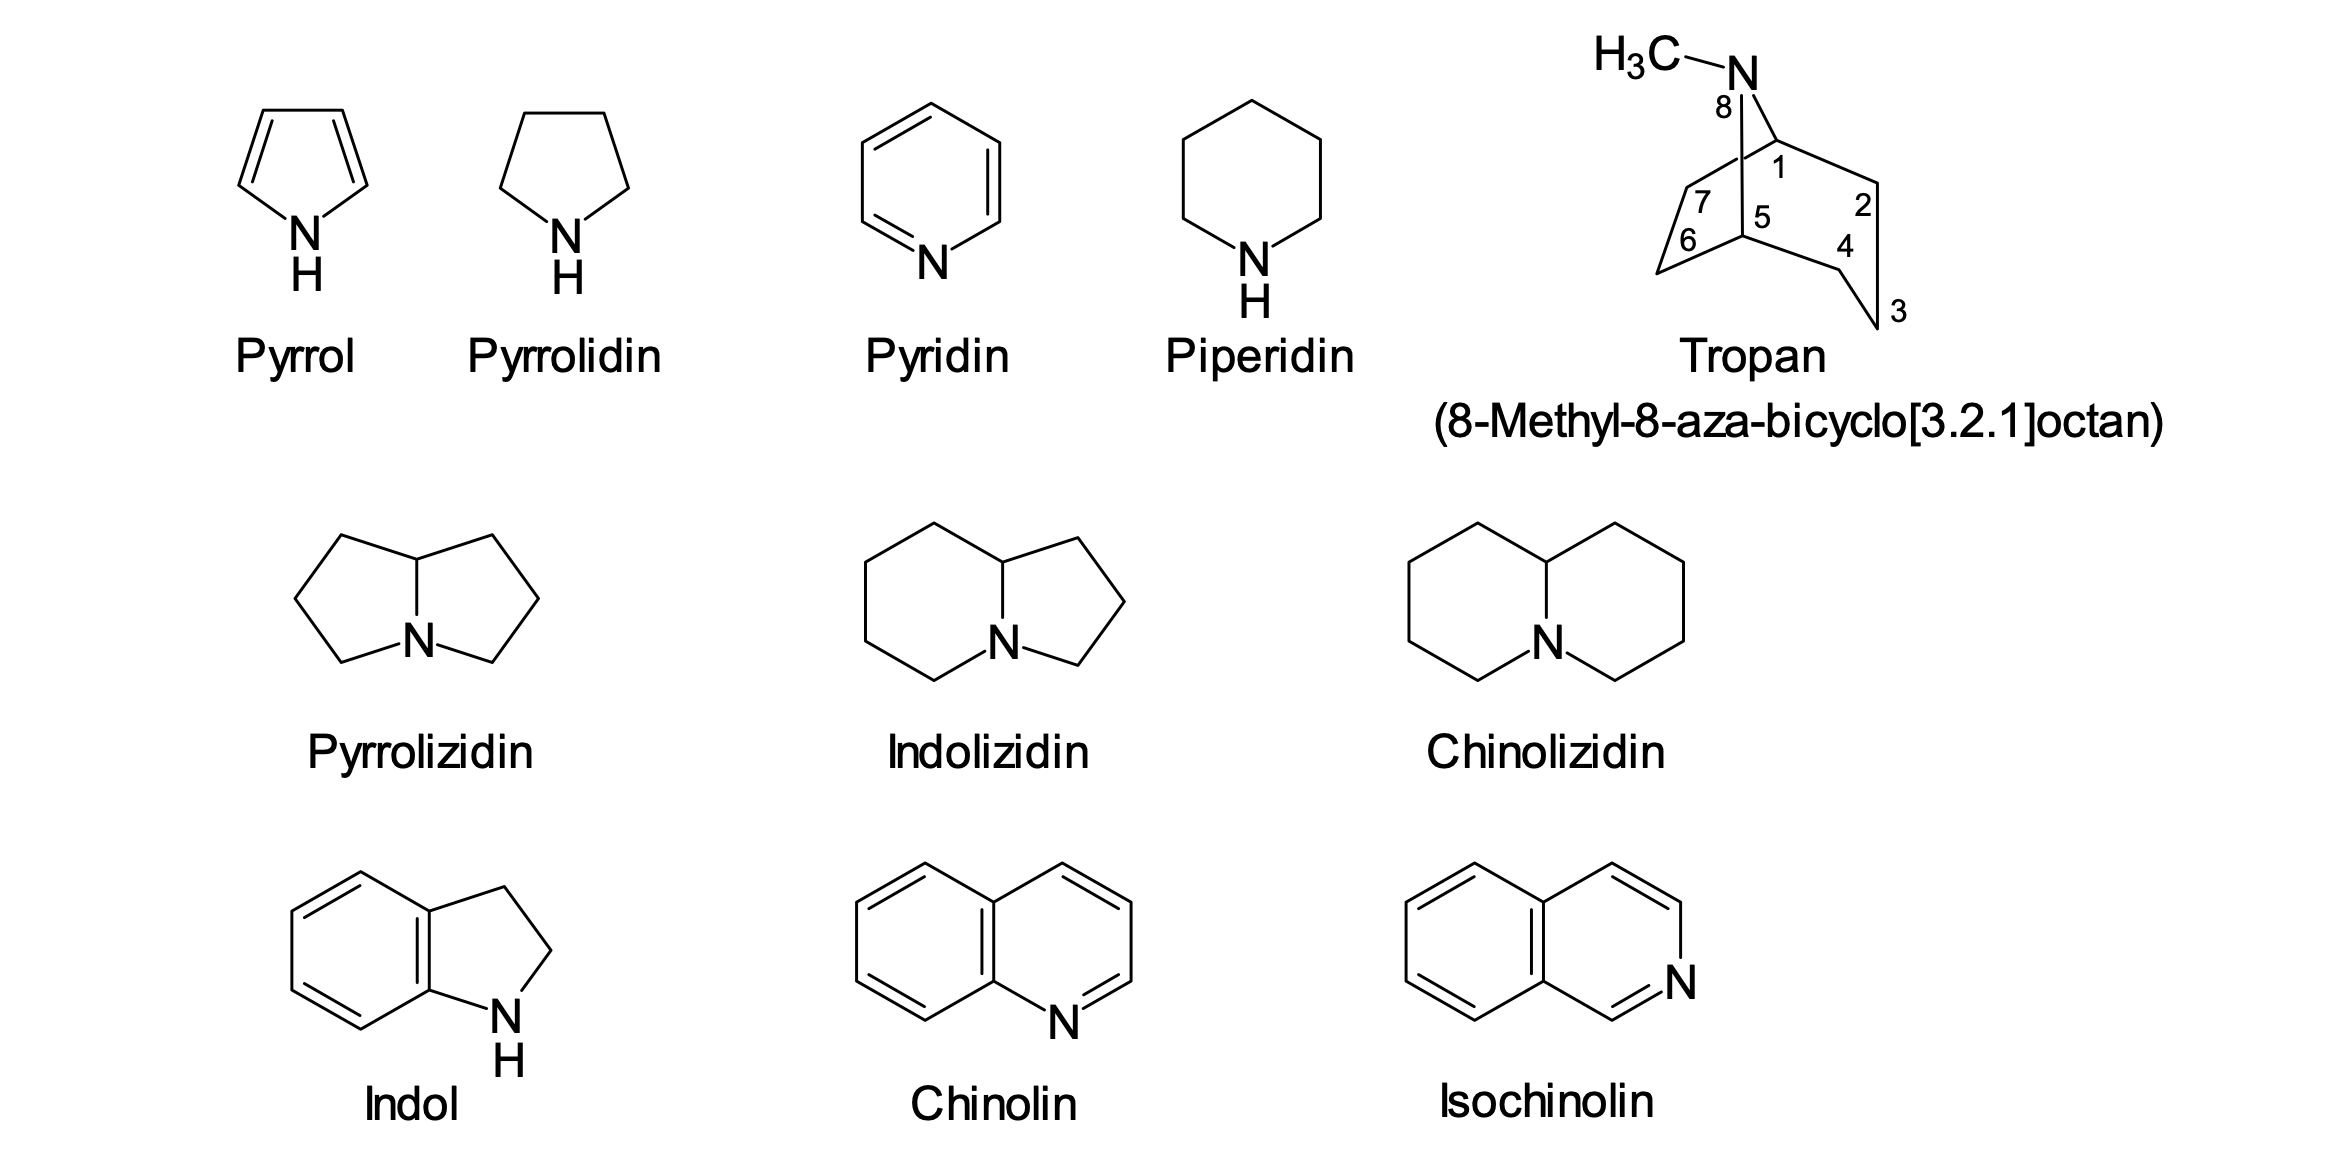 H3C
N
8
1
7
2
5
6
4
3
N
H
N
H
N
N
H
Pyrrol
Pyrrolidin
Pyridin
Piperidin
Tropan
(8-Methyl-8-aza-bicyclo[3.2.1]octan)
N
N
N
Pyrrolizidin
Indolizidin
Chinolizidin
N
H
N
N
Indol
Chinolin
Isochinolin